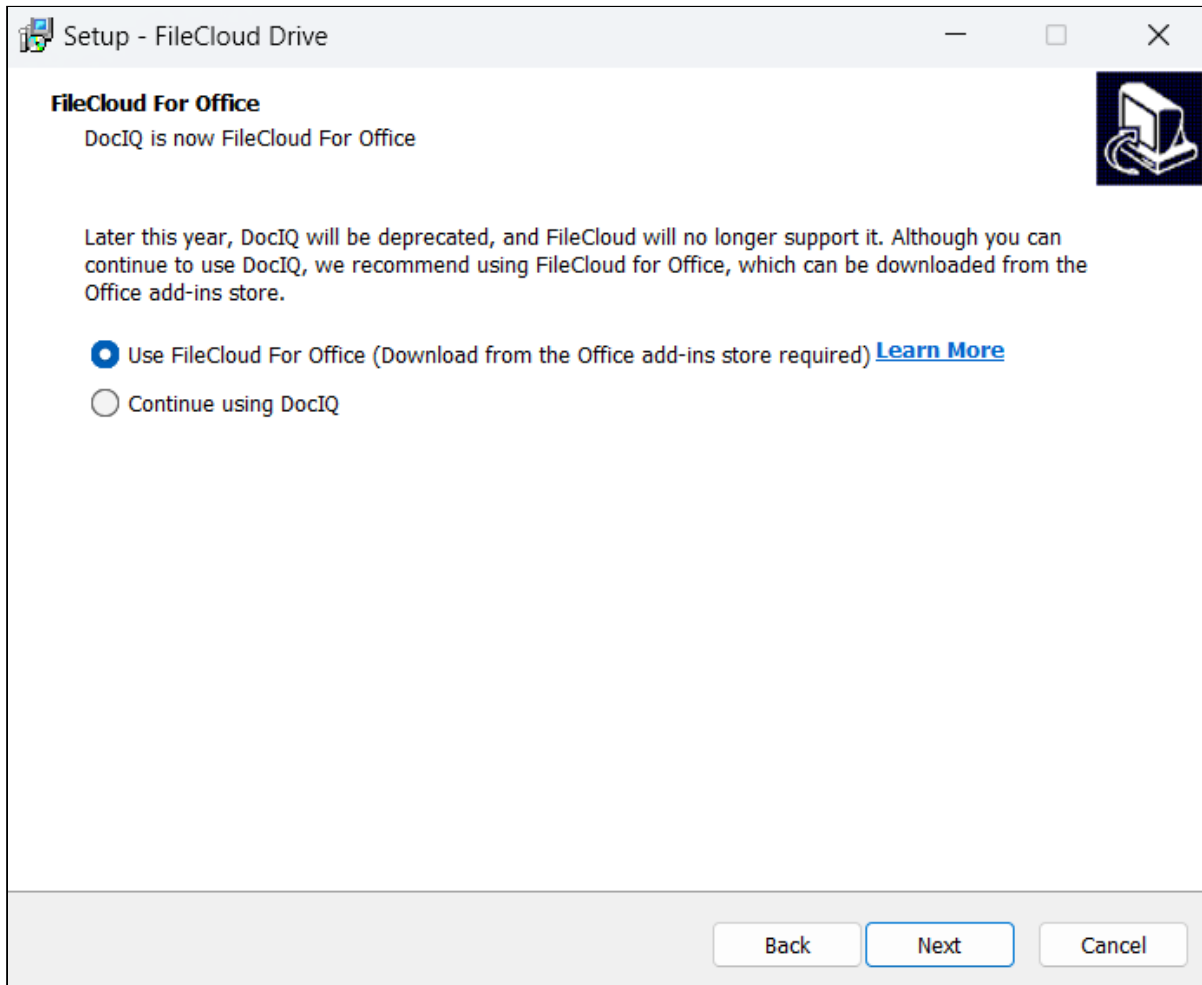 Setup - FileCloud Drive
FileCloud For Office
DocIQ is now FileCloud For Office
Later this year, DocIQ will be deprecated, and FileCloud will no longer support it. Although you can
continue to use DocIQ, we recommend using FileCloud for Office, which can be downloaded from the
Office add-ins store.
Use FileCloud For Office (Download from the Office add-ins store required) Learn More
Continue using DocIQ
Back Next Cancel